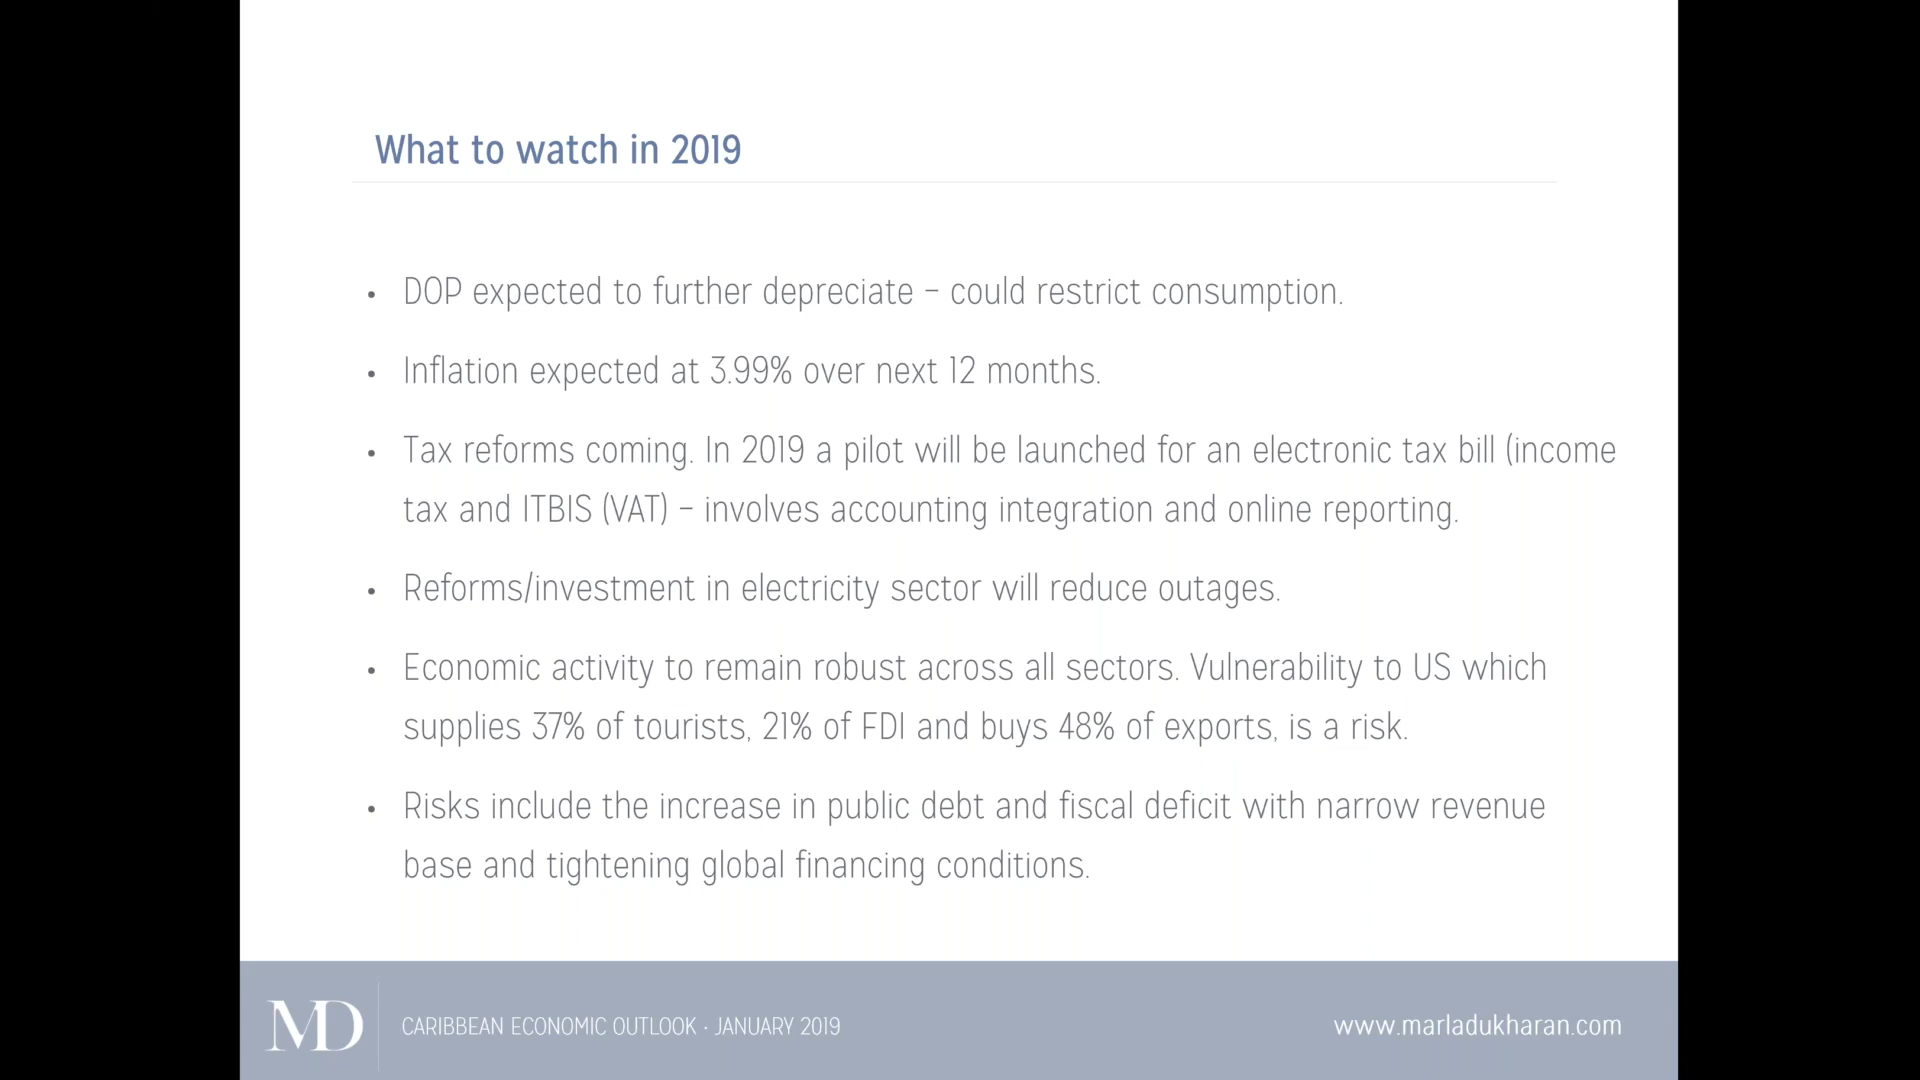 What to watch in 2019
• DOP expected to further depreciate – could restrict consumption.
• Inflation expected at 3.99% over next 12 months.
• Tax reforms coming. In 2019 a pilot will be launched for an electronic tax bill (income
tax and ITBIS (VAT) – involves accounting integration and online reporting.
• Reforms/investment in electricity sector will reduce outages.
• Economic activity to remain robust across all sectors. Vulnerability to US which
supplies 37% of tourists, 21% of FDI and buys 48% of exports, is a risk.
• Risks include the increase in public debt and fiscal deficit with narrow revenue
base and tightening global financing conditions.
MD
CARIBBEAN ECONOMIC OUTLOOK · JANUARY 2019
www.marladukharan.com